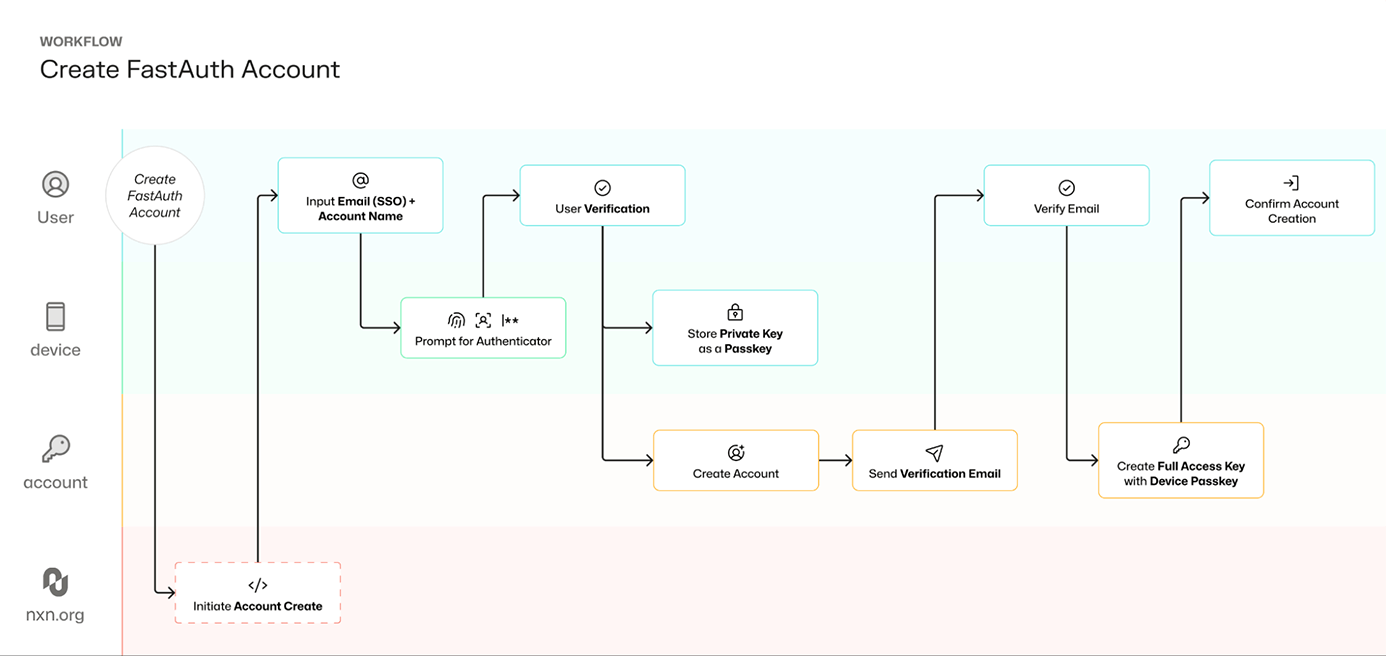 WORKFLOW
Create FastAuth Account
User
Create
FastAuth
Account
Input Email (SSO) +
Account Name
User Verification
Verify Email
Confirm Account
Creation
device
|**
Prompt for Authenticator
Store Private Key
as a Passkey
account
Create Account
Send Verification Email
Create Full Access Key
with Device Passkey
nxn.org
</>
Initiate Account Create